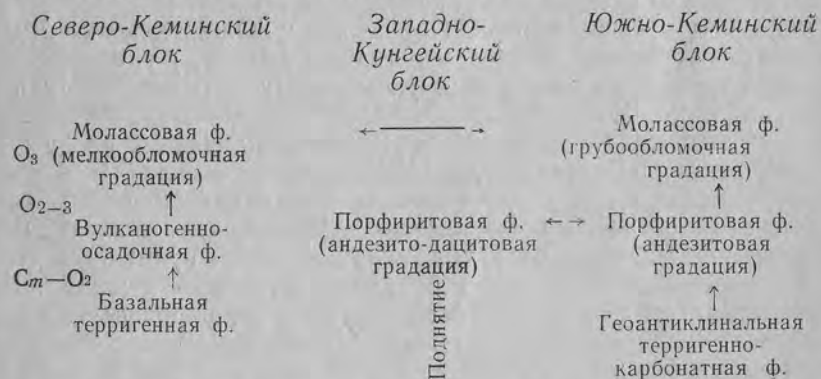 Северо-Кеминский
блок
Западно-
Кунгейский
блок
Южно-Кеминский
блок
Молассовая ф.
O₃ (мелкообломочная
градация)
O₂₋₃
Вулканогенно-
осадочная ф.
Cm—O₂
Базальная
терригенная ф.
Порфиритовая ф.
(андезито-дацитовая
градация)
Поднятие
Молассовая ф.
(грубообломочная
градация)
Порфиритовая ф.
(андезитовая
градация)
Геоантиклинальная
терригенно-
карбонатная ф.